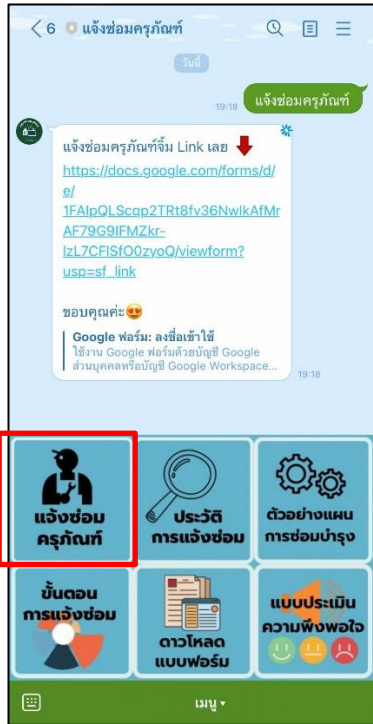 6 แจ้งซ่อมครุภัณฑ์
วันนี้
19:18 แจ้งซ่อมครุภัณฑ์
แจ้งซ่อมครุภัณฑ์จิ้ม Link เลย
https://docs.google.com/forms/d/
e/
1FAIpQLScqp2TRt8fv36NwlkAfMr
AF79G9IFMZkr-
lzL7CFlSfO0zyoQ/viewform?
usp=sf_link
ขอบคุณค่ะ
Google ฟอร์ม: ลงชื่อเข้าใช้
ใช้งาน Google ฟอร์มด้วยบัญชี Google
ส่วนบุคคลหรือบัญชี Google Workspace...
19:18
แจ้งซ่อม
ครุภัณฑ์
ประวัติ
การแจ้งซ่อม
ตัวอย่างแผน
การซ่อมบำรุง
ขั้นตอน
การแจ้งซ่อม
ดาวโหลด
แบบฟอร์ม
แบบประเมิน
ความพึงพอใจ
เมนู